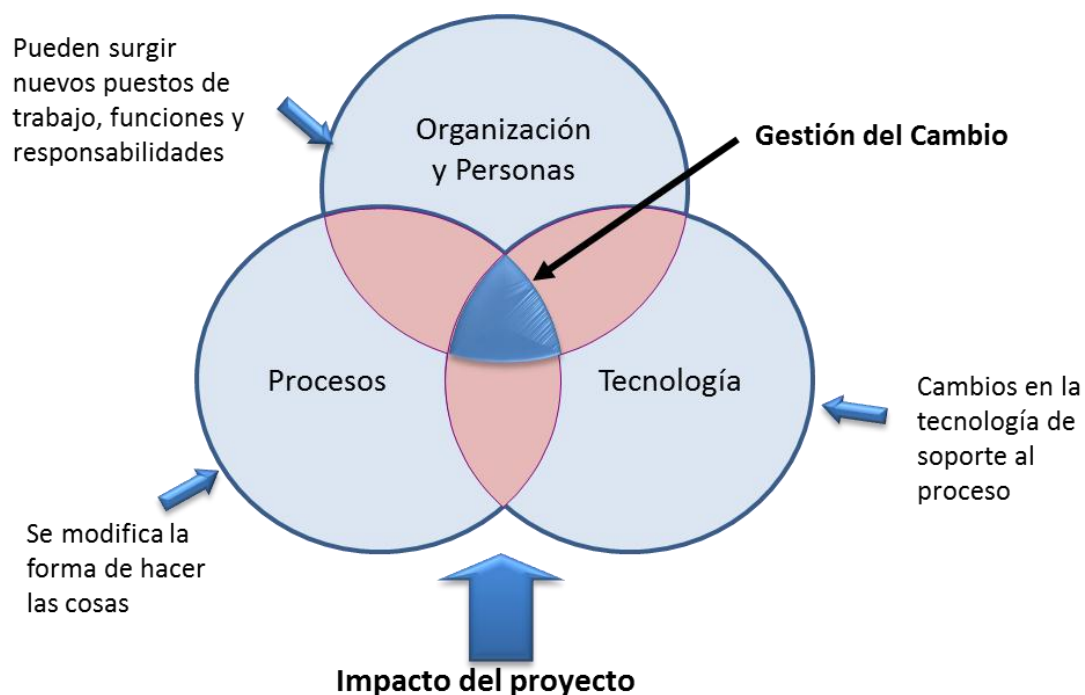 Pueden surgir
nuevos puestos de
trabajo, funciones y
responsabilidades
Organización
y Personas
Gestión del Cambio
Procesos
Tecnología
Cambios en la
tecnología de
soporte al
proceso
Se modifica la
forma de hacer
las cosas
Impacto del proyecto